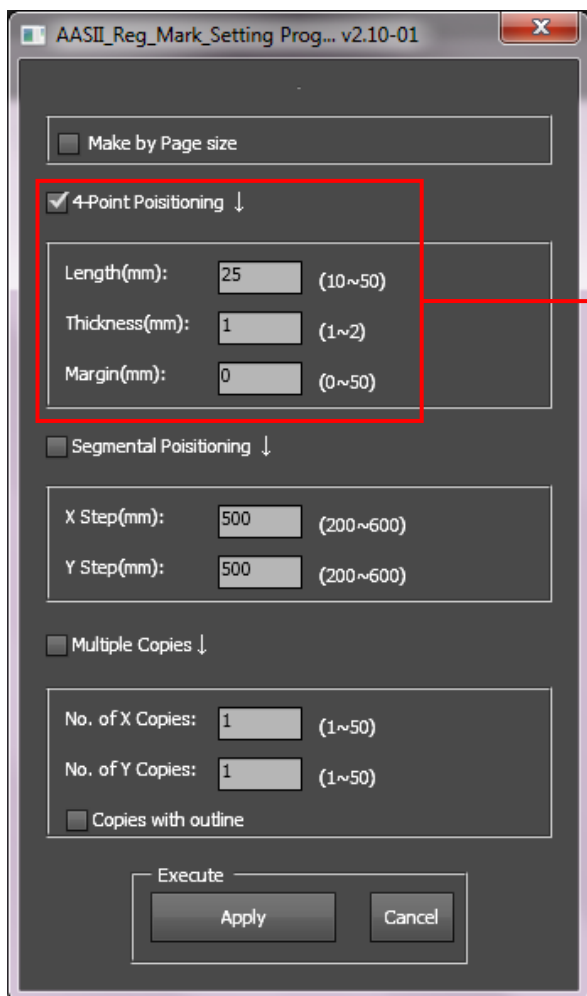 AASII_Reg_Mark_Setting Prog... v2.10-01
Make by Page size
4-Point Poisitioning ↓
Length(mm): 25 (10~50)
Thickness(mm): 1 (1~2)
Margin(mm): 0 (0~50)
Segmental Poisitioning ↓
X Step(mm): 500 (200~600)
Y Step(mm): 500 (200~600)
Multiple Copies ↓
No. of X Copies: 1 (1~50)
No. of Y Copies: 1 (1~50)
Copies with outline
Execute
Apply Cancel